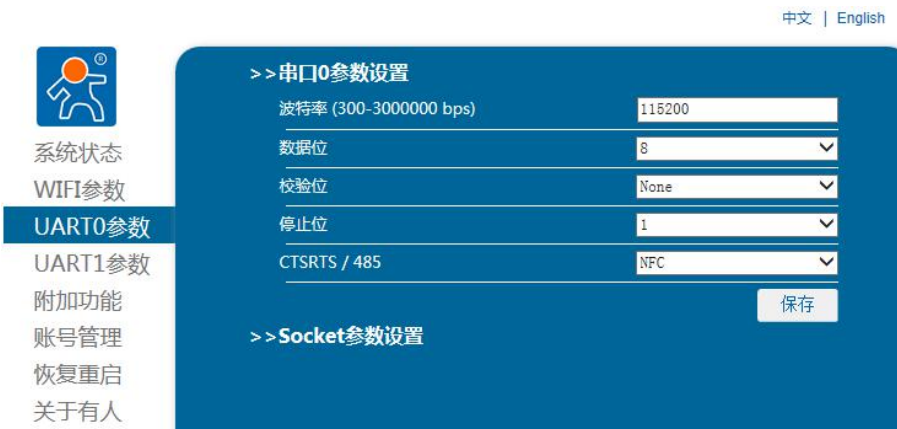 中文 | English
®
>>串口0参数设置
波特率 (300-3000000 bps) 115200
数据位 8
校验位 None
停止位 1
CTSRTS / 485 NFC
保存
>>Socket参数设置
系统状态
WIFI参数
UART0参数
UART1参数
附加功能
账号管理
恢复重启
关于有人